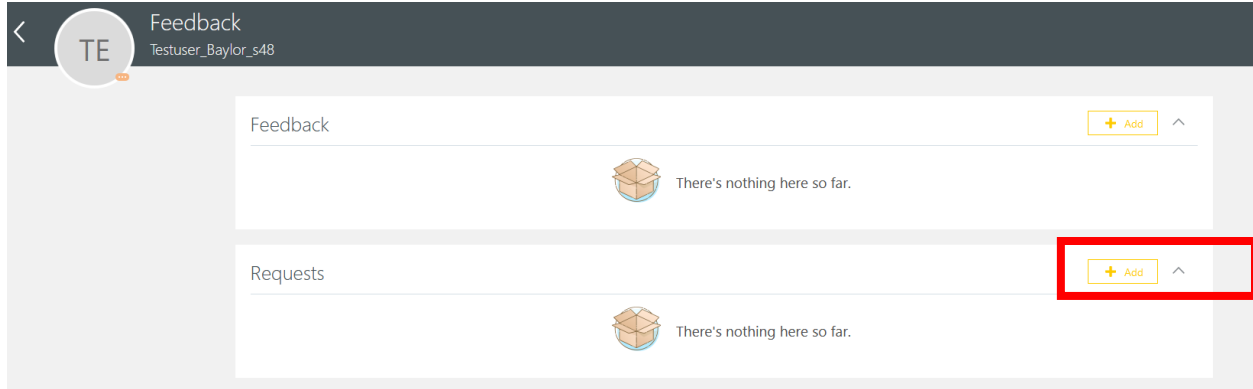 Feedback
TE
Testuser_Baylor_s48
Feedback
+ Add
There's nothing here so far.
Requests
+ Add
There's nothing here so far.